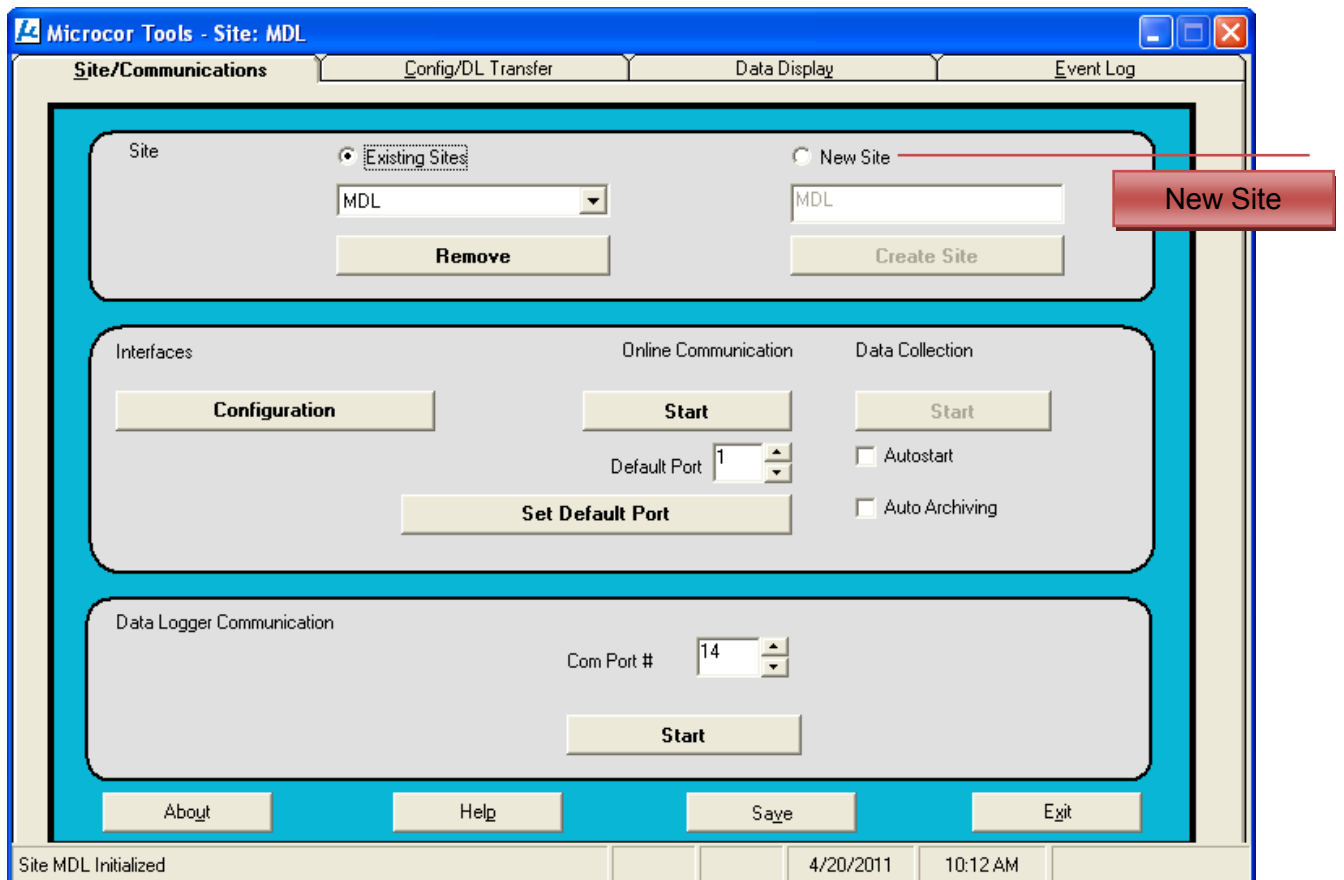 Microcor Tools - Site: MDL
Site/Communications
Config/DL Transfer
Data Display
Event Log
Site
Existing Sites
New Site
MDL
MDL
New Site
Remove
Create Site
Interfaces
Online Communication
Data Collection
Configuration
Start
Start
Default Port
1
Autostart
Set Default Port
Auto Archiving
Data Logger Communication
Com Port #
14
Start
About
Help
Save
Exit
Site MDL Initialized
4/20/2011
10:12 AM